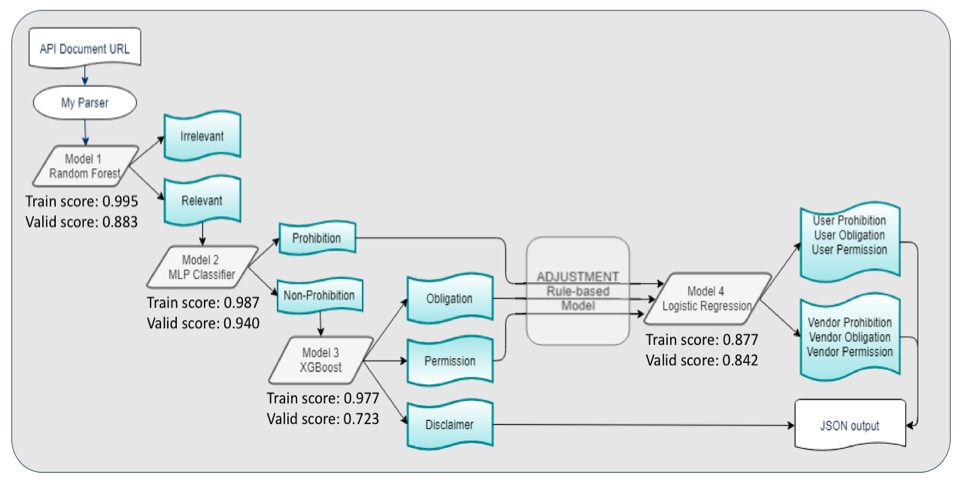 API Document URL
My Parser
Model 1
Random Forest
Train score: 0.995
Valid score: 0.883
Irrelevant
Relevant
Model 2
MLP Classifier
Train score: 0.987
Valid score: 0.940
Prohibition
Non-Prohibition
Model 3
XGBoost
Train score: 0.977
Valid score: 0.723
Obligation
Permission
Disclaimer
ADJUSTMENT
Rule-based
Model
Model 4
Logistic Regression
Train score: 0.877
Valid score: 0.842
User Prohibition
User Obligation
User Permission
Vendor Prohibition
Vendor Obligation
Vendor Permission
JSON output